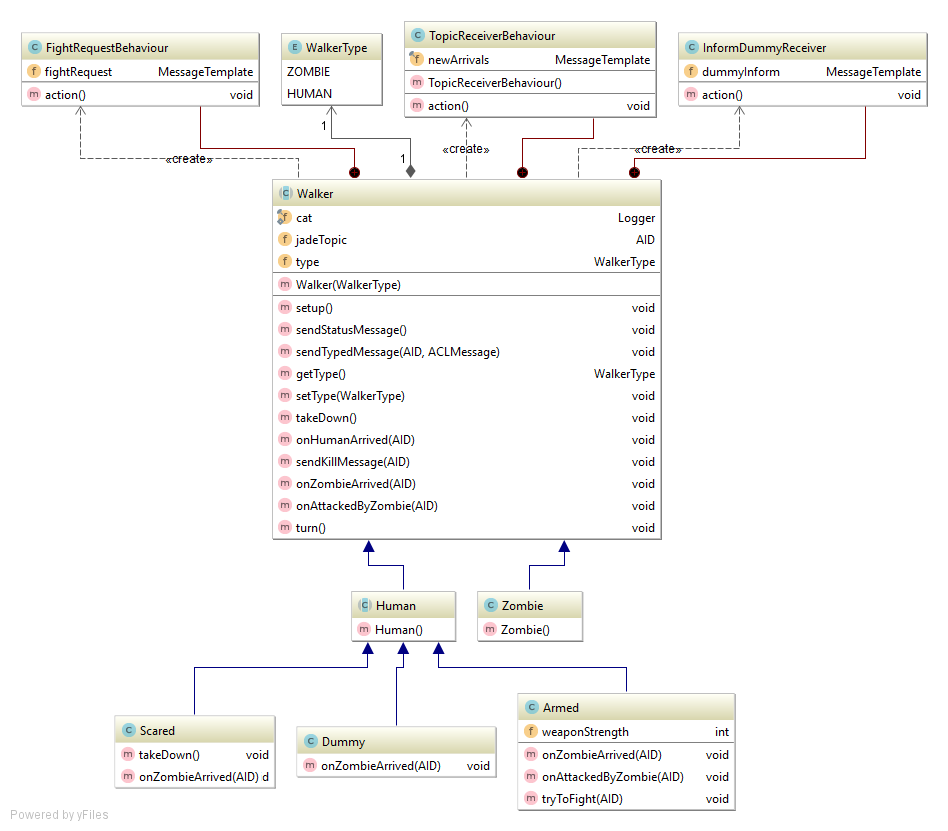 FightRequestBehaviour
fightRequest MessageTemplate
action() void
WalkerType
ZOMBIE
HUMAN
TopicReceiverBehaviour
newArrivals MessageTemplate
TopicReceiverBehaviour()
action() void
InformDummyReceiver
dummyInform MessageTemplate
action() void
1
1
«create»
«create»
«create»
Walker
cat Logger
jadeTopic AID
type WalkerType
Walker(WalkerType)
setup() void
sendStatusMessage() void
sendTypedMessage(AID, ACLMessage) void
getType() WalkerType
setType(WalkerType) void
takeDown() void
onHumanArrived(AID) void
sendKillMessage(AID) void
onZombieArrived(AID) void
onAttackedByZombie(AID) void
turn() void
Human
Human()
Zombie
Zombie()
Scared
takeDown() void
onZombieArrived(AID) d
Dummy
onZombieArrived(AID) void
Armed
weaponStrength int
onZombieArrived(AID) void
onAttackedByZombie(AID) void
tryToFight(AID) void
Powered by yFiles